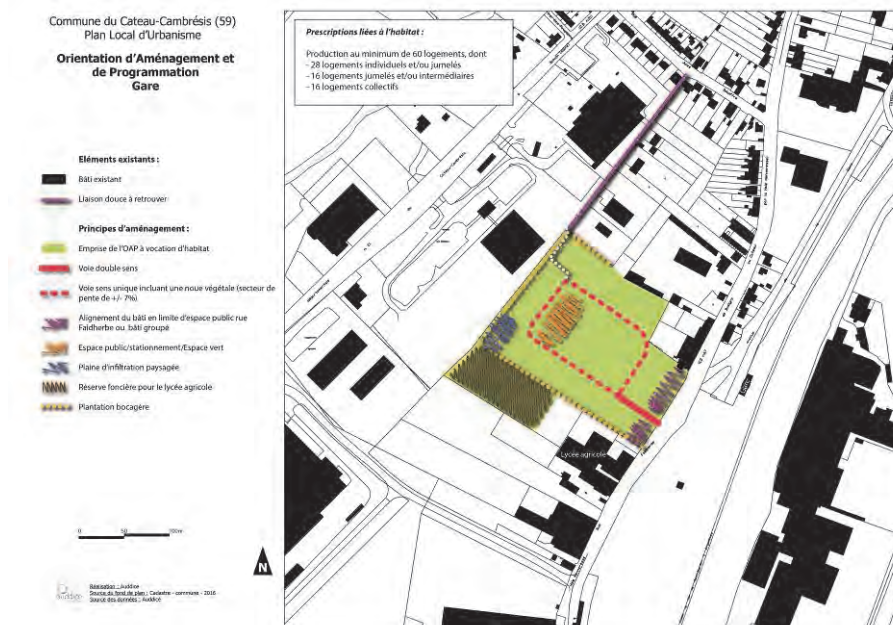 Commune du Cateau-Cambrésis (59)
Plan Local d'Urbanisme
Orientation d'Aménagement et
de Programmation
Gare
Eléments existants :
Bâti existant
Liaison douce à retrouver
Principes d'aménagement :
Emprise de l'OAP à vocation d'habitat
Voie double sens
Voie sens unique incluant une noue végétale (secteur de
pente de +/- 7%)
Alignement du bâti en limite d'espace public rue
Faidherbe ou bâti groupé
Espace public/stationnement/Espace vert
Plaine d'infiltration paysagée
Réserve foncière pour le lycée agricole
Plantation bocagère
0 50 100m
N
auddicé
Réalisation : Auddicé
Source du fond de plan : Cadastre - commune - 2016
Source des données : Auddicé
Prescriptions liées à l'habitat :
Production au minimum de 60 logements, dont
- 28 logements individuels et/ou jumelés
- 16 logements jumelés et/ou intermédiaires
- 16 logements collectifs
Lycée agricole